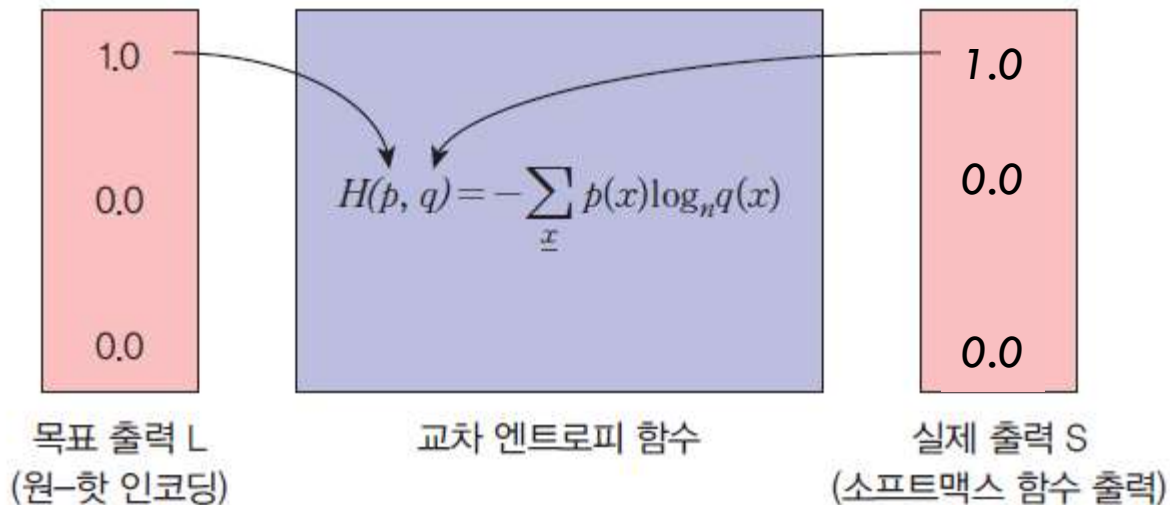 1.0
0.0
0.0
목표 출력 L
(원-핫 인코딩)
H(p, q)=-∑x p(x)lognq(x)
교차 엔트로피 함수
1.0
0.0
0.0
실제 출력 S
(소프트맥스 함수 출력)